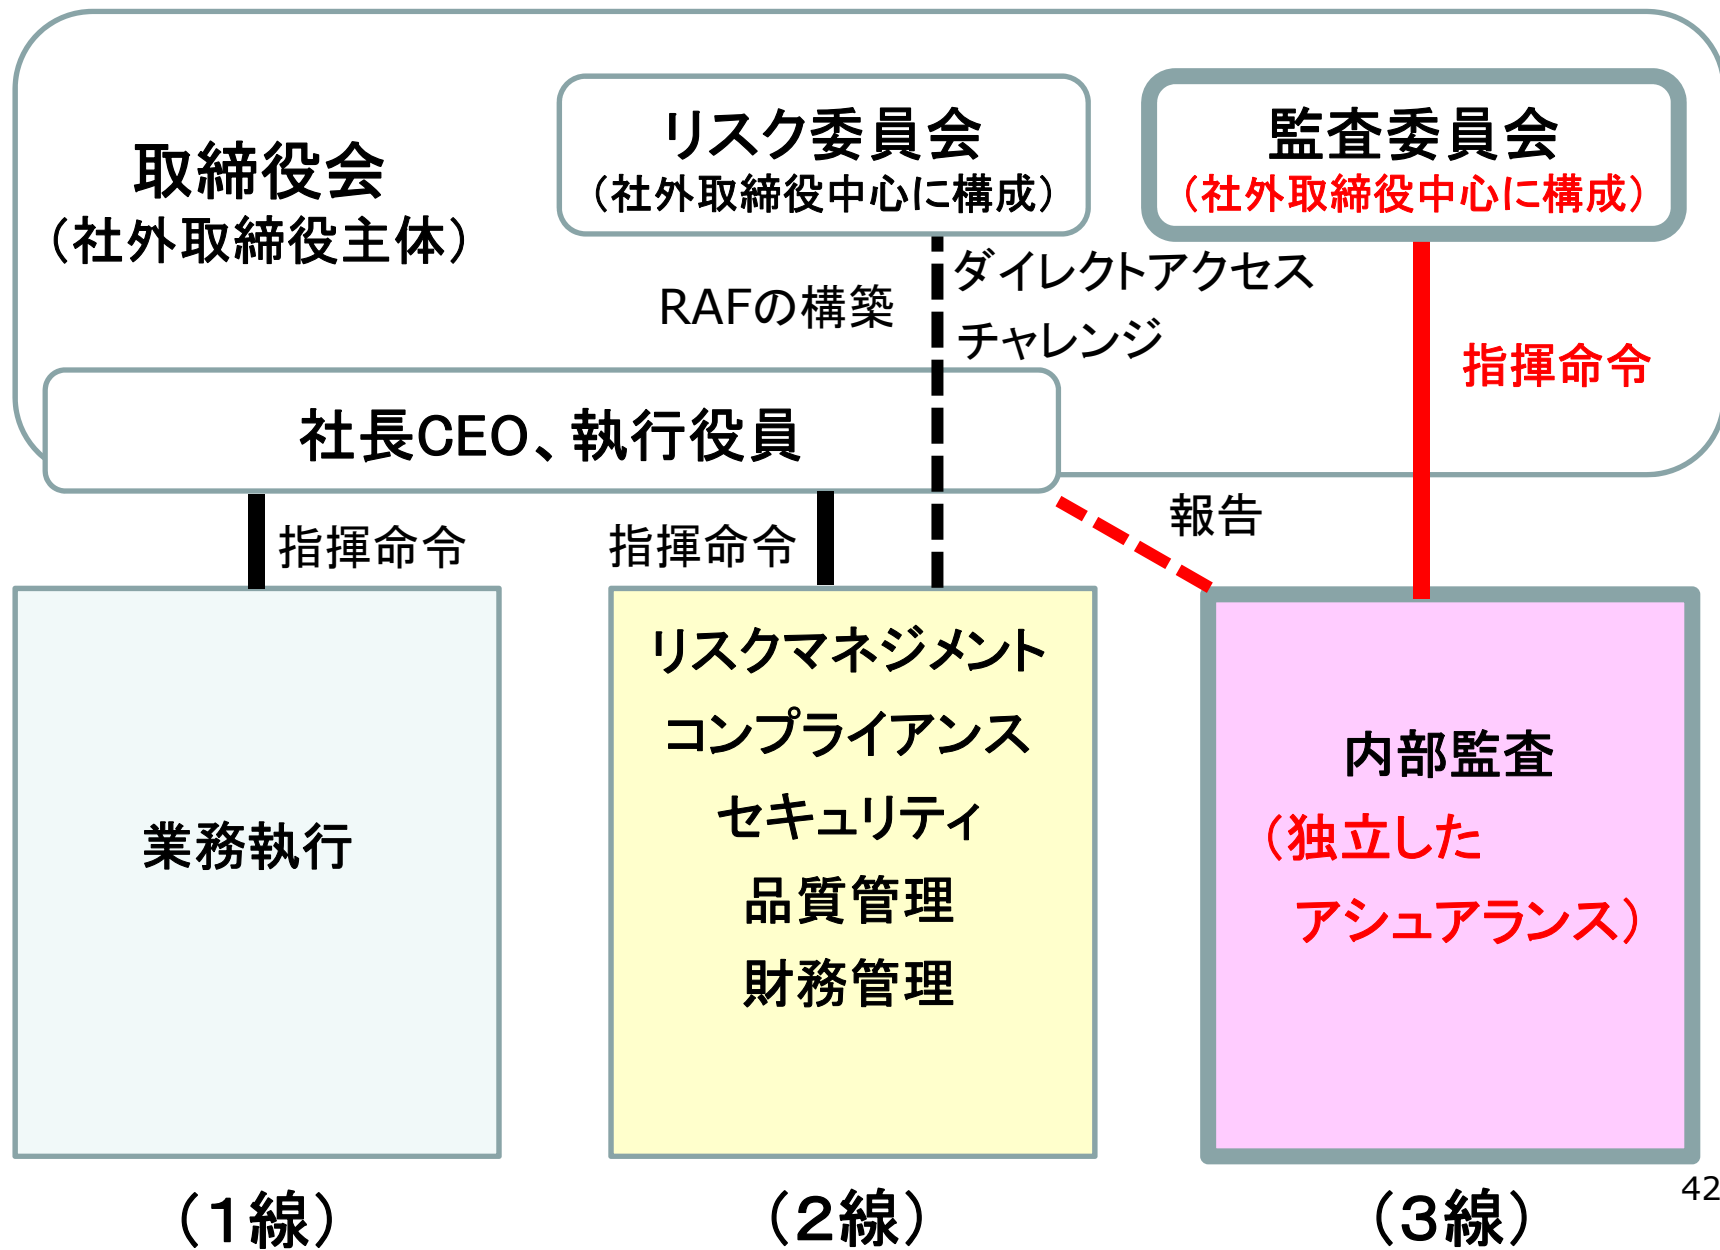 取締役会
（社外取締役主体）
リスク委員会
（社外取締役中心に構成）
監査委員会
（社外取締役中心に構成）
RAFの構築
ダイレクトアクセス
チャレンジ
指揮命令
社長CEO、執行役員
指揮命令
指揮命令
報告
業務執行
リスクマネジメント
コンプライアンス
セキュリティ
品質管理
財務管理
内部監査
（独立した
アシュアランス）
（1線）
（2線）
（3線）
42